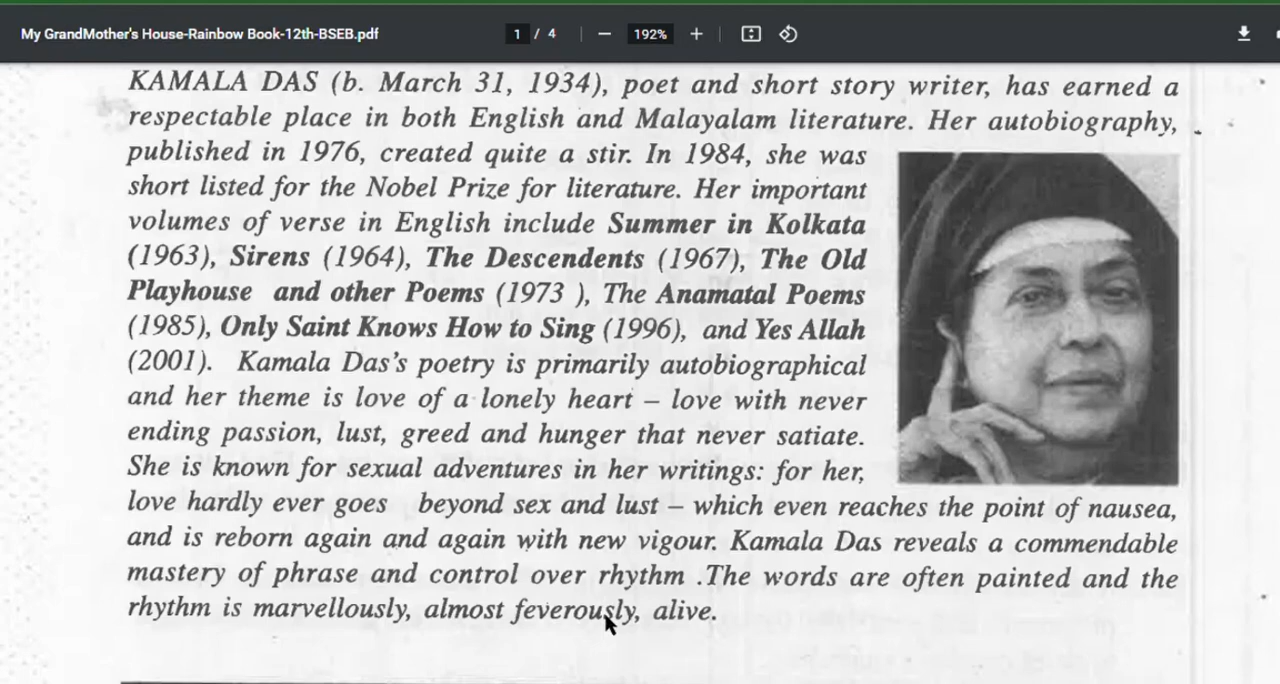 My GrandMother's House-Rainbow Book-12th-BSEB.pdf
1 / 4
192%
KAMALA DAS (b. March 31, 1934), poet and short story writer, has earned a
respectable place in both English and Malayalam literature. Her autobiography,
published in 1976, created quite a stir. In 1984, she was
short listed for the Nobel Prize for literature. Her important
volumes of verse in English include Summer in Kolkata
(1963), Sirens (1964), The Descendents (1967), The Old
Playhouse and other Poems (1973 ), The Anamatal Poems
(1985), Only Saint Knows How to Sing (1996), and Yes Allah
(2001). Kamala Das's poetry is primarily autobiographical
and her theme is love of a lonely heart – love with never
ending passion, lust, greed and hunger that never satiate.
She is known for sexual adventures in her writings: for her,
love hardly ever goes beyond sex and lust – which even reaches the point of nausea,
and is reborn again and again with new vigour. Kamala Das reveals a commendable
mastery of phrase and control over rhythm .The words are often painted and the
rhythm is marvellously, almost feverously, alive.